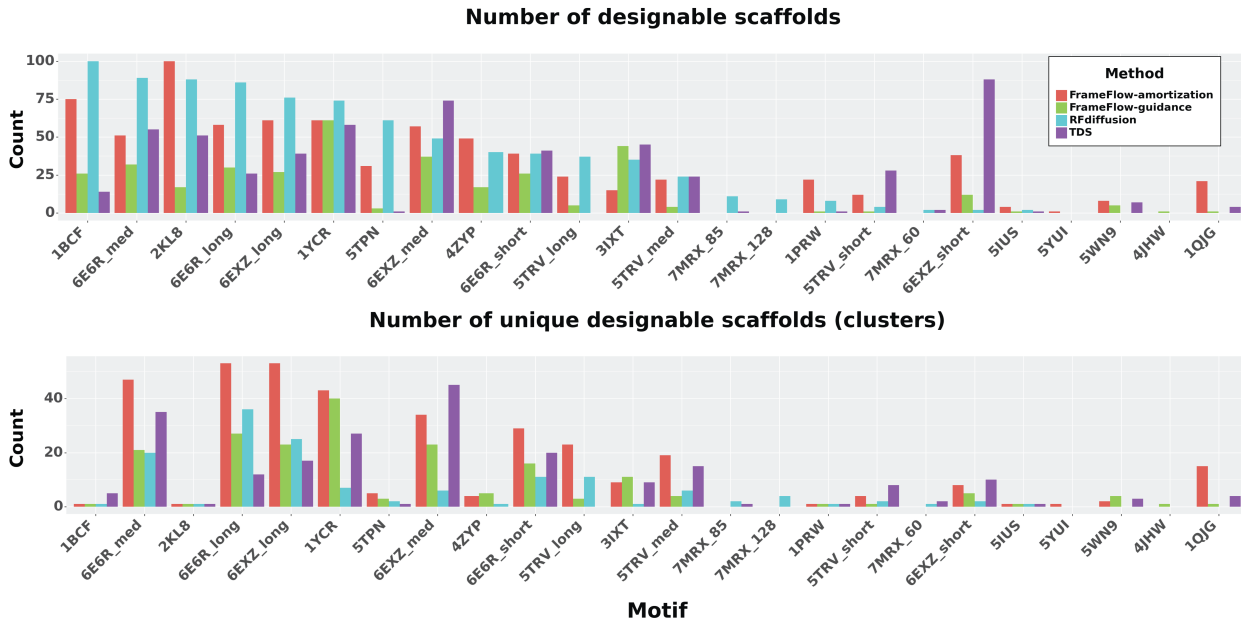 Number of designable scaffolds
Count
100
75
50
25
0
Method
FrameFlow-amortization
FrameFlow-guidance
RFdiffusion
TDS
1BCF
6E6R_med
2KL8
6E6R_long
6EXZ_long
1YCR
5TPN
6EXZ_med
4ZYP
6E6R_short
5TRV_long
3IXT
5TRV_med
7MRX_85
7MRX_128
1PRW
5TRV_short
7MRX_60
6EXZ_short
5IUS
5YUI
5WN9
4JHW
1QJG
Number of unique designable scaffolds (clusters)
Count
40
20
0
1BCF
6E6R_med
2KL8
6E6R_long
6EXZ_long
1YCR
5TPN
6EXZ_med
4ZYP
6E6R_short
5TRV_long
3IXT
5TRV_med
7MRX_85
7MRX_128
1PRW
5TRV_short
7MRX_60
6EXZ_short
5IUS
5YUI
5WN9
4JHW
1QJG
Motif